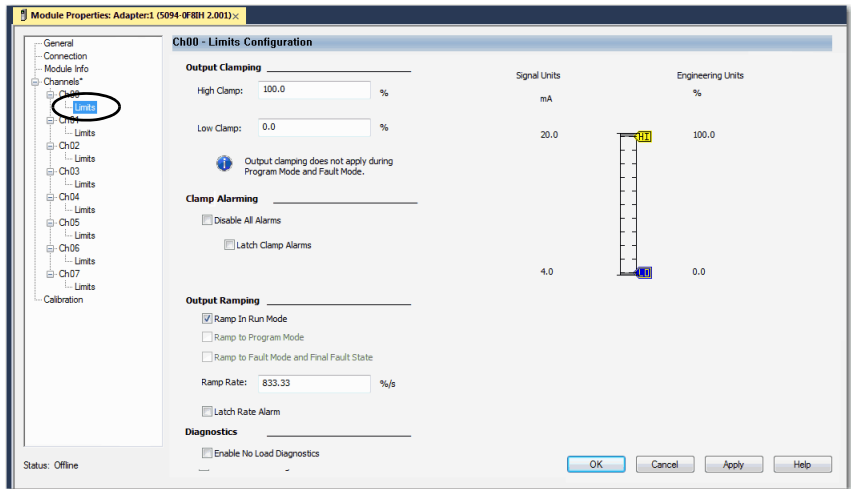 Module Properties: Adapter:1 (5094-OF8IH 2.001)
General
Connection
Module Info
Channels*
Ch00
Limits
Ch01
Limits
Ch02
Limits
Ch03
Limits
Ch04
Limits
Ch05
Limits
Ch06
Limits
Ch07
Limits
Calibration
Status: Offline
Ch00 - Limits Configuration
Output Clamping
High Clamp: 100.0 %
Low Clamp: 0.0 %
Output clamping does not apply during
Program Mode and Fault Mode.
Clamp Alarming
Disable All Alarms
Latch Clamp Alarms
Output Ramping
Ramp In Run Mode
Ramp to Program Mode
Ramp to Fault Mode and Final Fault State
Ramp Rate: 833.33 %/s
Latch Rate Alarm
Diagnostics
Enable No Load Diagnostics
Signal Units Engineering Units
mA %
20.0 HI 100.0
4.0 LO 0.0
OK Cancel Apply Help